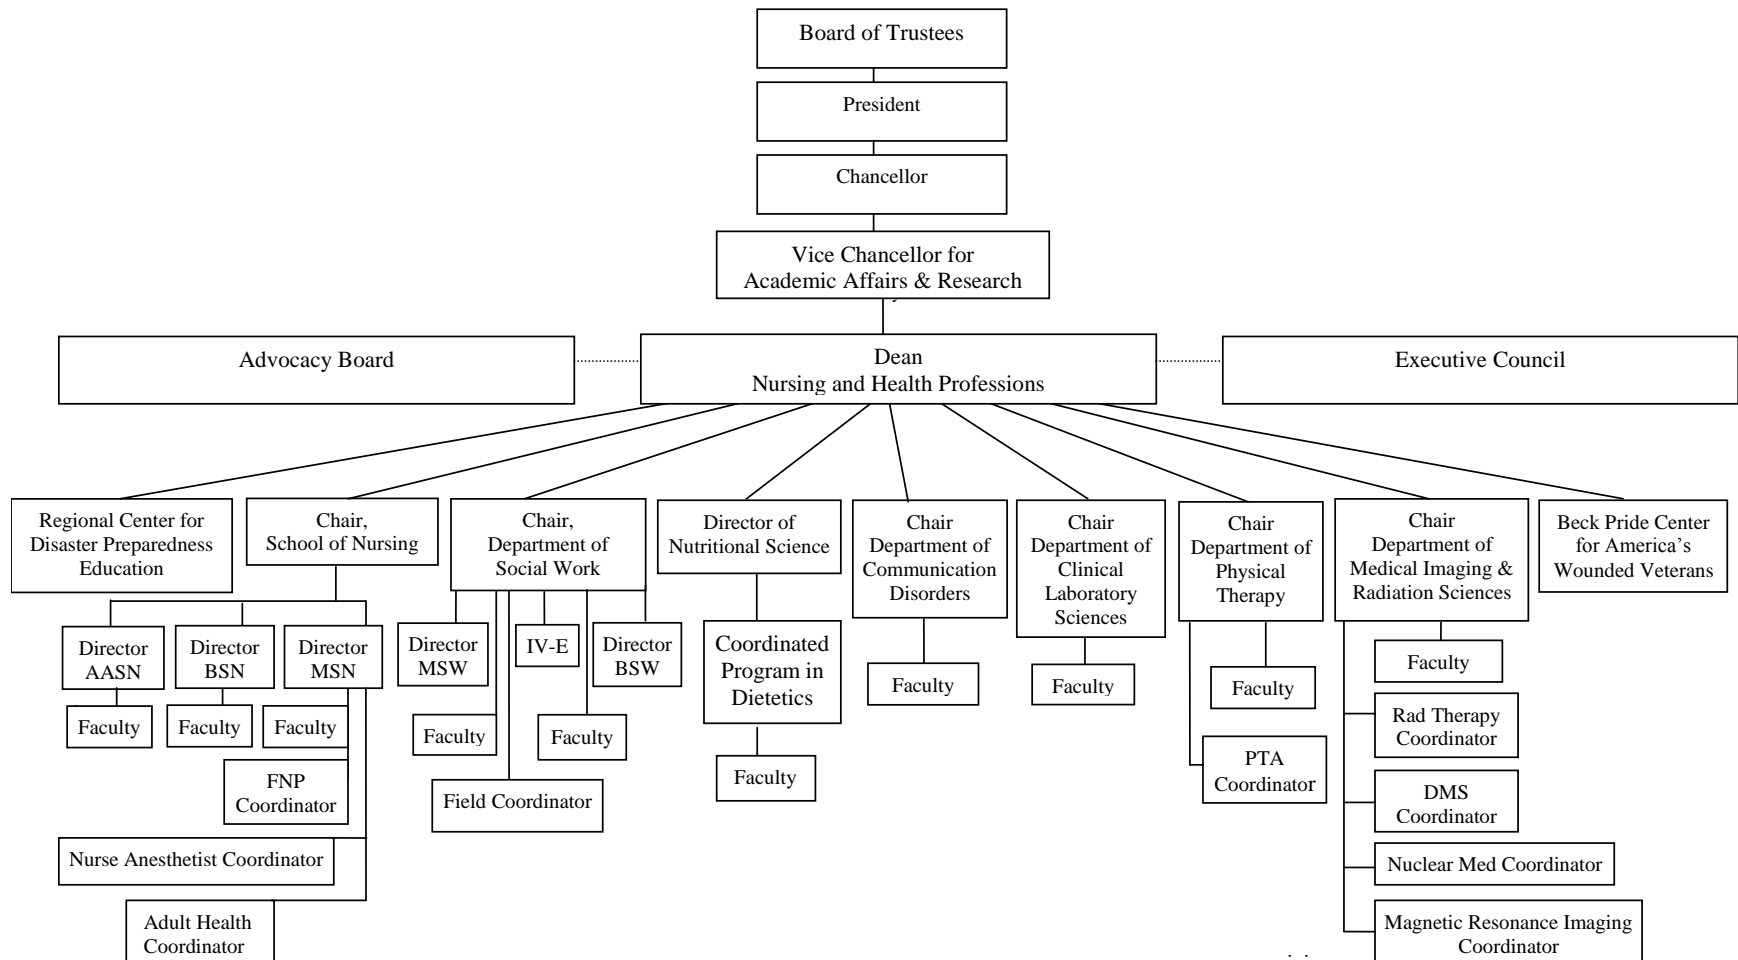 Board of Trustees
President
Chancellor
Vice Chancellor for
Academic Affairs & Research
Advocacy Board
Dean
Nursing and Health Professions
Executive Council
Regional Center for
Disaster Preparedness
Education
Chair,
School of Nursing
Chair,
Department of
Social Work
Director of
Nutritional Science
Chair
Department of
Communication
Disorders
Chair
Department of
Clinical
Laboratory
Sciences
Chair
Department of
Physical
Therapy
Chair
Department of
Medical Imaging &
Radiation Sciences
Beck Pride Center
for America's
Wounded Veterans
Director
AASN
Director
BSN
Director
MSN
Director
MSW
IV-E
Director
BSW
Coordinated
Program in
Dietetics
Faculty
Faculty
Faculty
Faculty
Faculty
Faculty
Faculty
Faculty
Faculty
Faculty
Faculty
FNP
Coordinator
Nurse Anesthetist Coordinator
Adult Health
Coordinator
Field Coordinator
PTA
Coordinator
Rad Therapy
Coordinator
DMS
Coordinator
Nuclear Med Coordinator
Magnetic Resonance Imaging
Coordinator